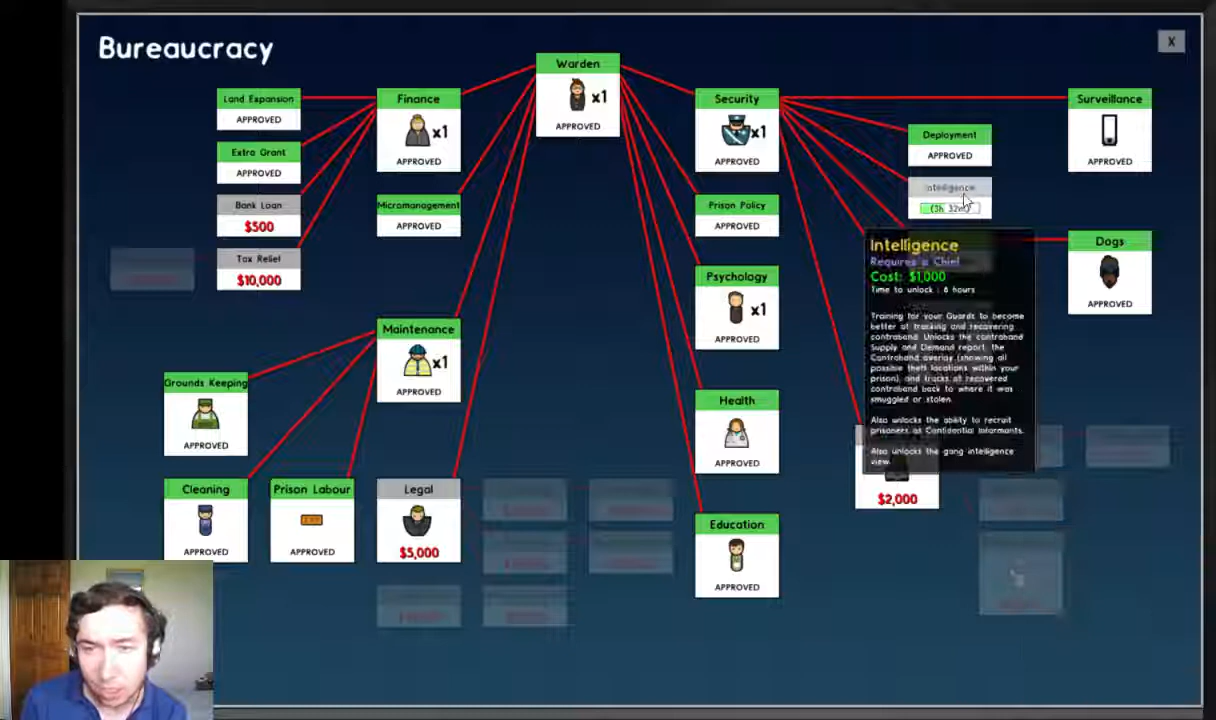 Bureaucracy
X
Warden
x1
APPROVED
Land Expansion
APPROVED
Finance
x1
APPROVED
Security
x1
APPROVED
Surveillance
APPROVED
Deployment
APPROVED
Extra Grant
APPROVED
Intelligence
(3h 32m)
Bank Loan
$500
Micromanagement
APPROVED
Prison Policy
APPROVED
Tax Relief
$10,000
Dogs
APPROVED
Intelligence
Requires a Chief
Cost: $1,000
Time to unlock : 6 hours
Training for your Guards to become
better at tracking and recovering
contraband. Unlocks the contraband
Supply and Demand report, the
Contraband overlay (showing all
possible theft locations within your
prison), and tracks all recovered
contraband back to where it was
smuggled or stolen.
Also unlocks the ability to recruit
prisoners as Confidential Informants.
Also unlocks the gang intelligence
view.
Psychology
x1
APPROVED
Maintenance
x1
APPROVED
Grounds Keeping
APPROVED
Health
APPROVED
Cleaning
APPROVED
Prison Labour
APPROVED
Legal
$5,000
$2,000
Education
APPROVED